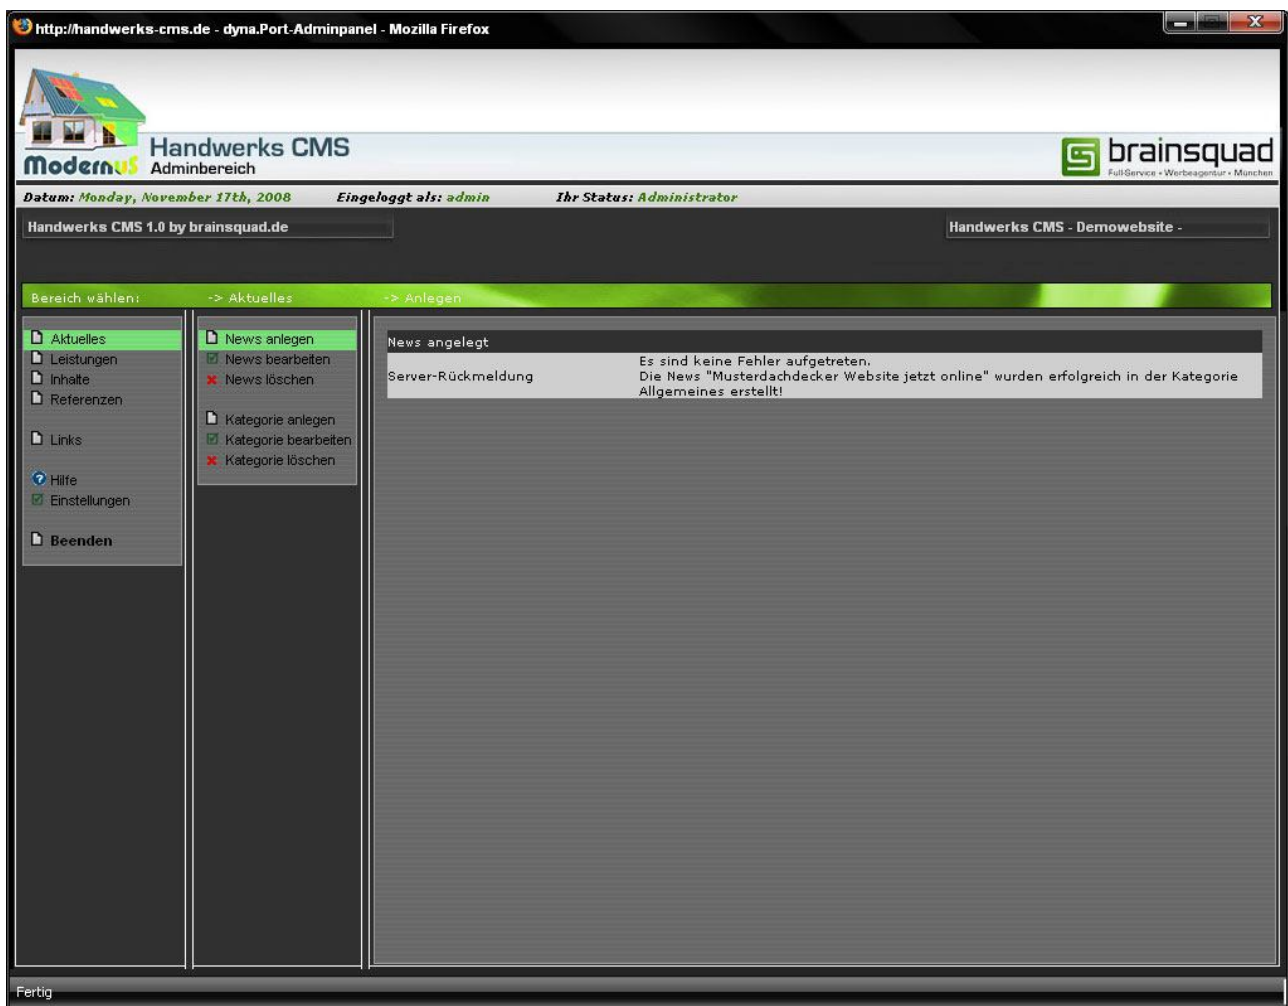 http://handwerks-cms.de - dyna.Port-Adminpanel - Mozilla Firefox
Modernus
Handwerks CMS
Adminbereich
brainsquad
Full-Service • Werbeagentur • München
Datum: Monday, November 17th, 2008 Eingeloggt als: admin Ihr Status: Administrator
Handwerks CMS 1.0 by brainsquad.de
Handwerks CMS - Demowebsite -
Bereich wählen: -> Aktuelles -> Anlegen
Aktuelles
Leistungen
Inhalte
Referenzen
Links
Hilfe
Einstellungen
Beenden
News anlegen
News bearbeiten
News löschen
Kategorie anlegen
Kategorie bearbeiten
Kategorie löschen
News angelegt
Server-Rückmeldung
Es sind keine Fehler aufgetreten.
Die News "Musterdachdecker Website jetzt online" wurden erfolgreich in der Kategorie
Allgemeines erstellt!
Fertig